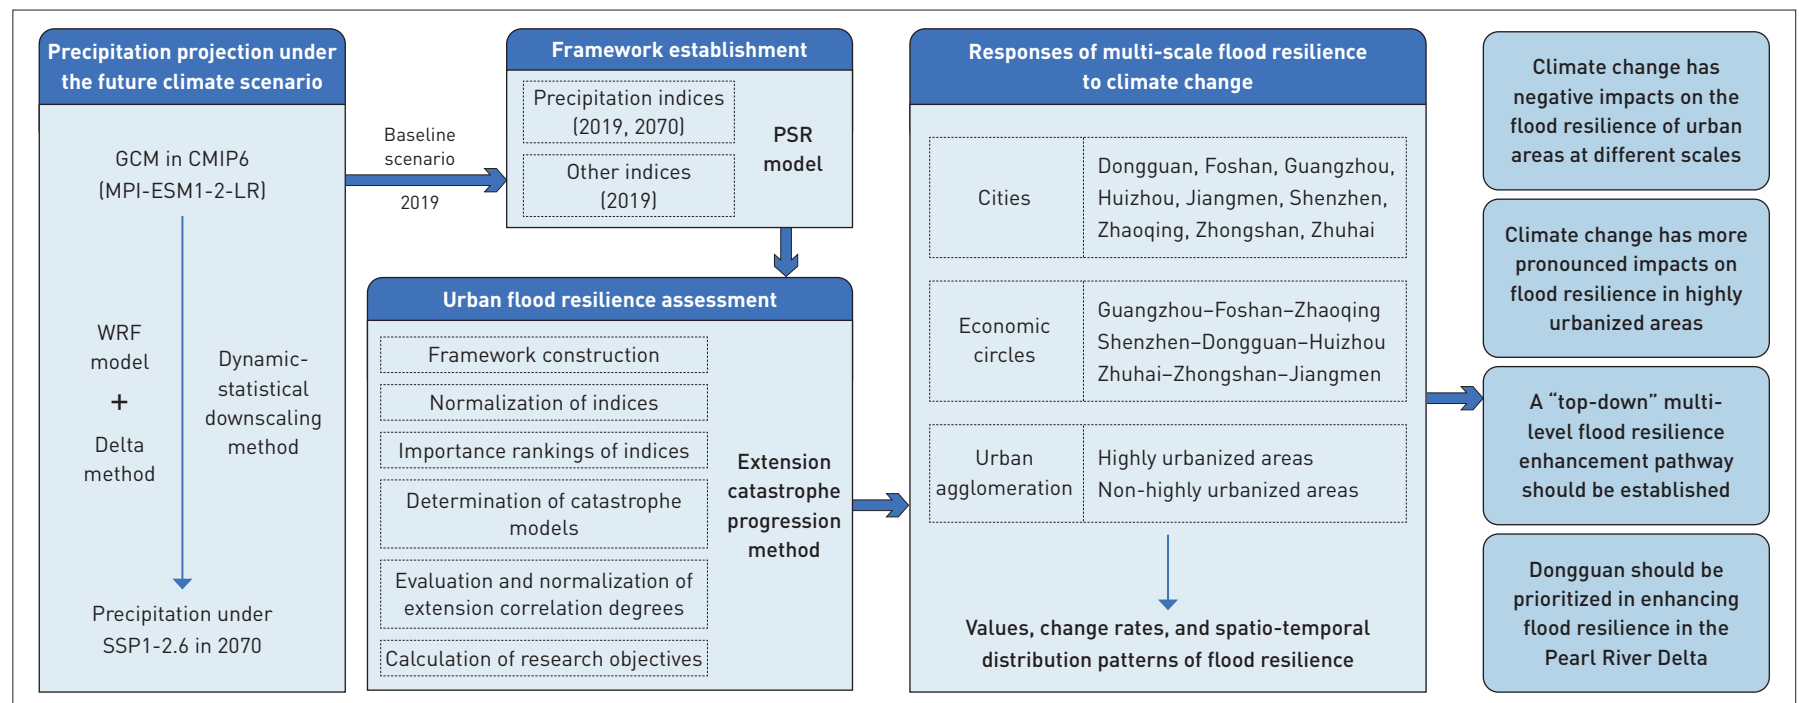 Precipitation projection under
the future climate scenario
GCM in CMIP6
(MPI-ESM1-2-LR)
WRF
model
+
Delta
method
Dynamic-
statistical
downscaling
method
Precipitation under
SSP1-2.6 in 2070
Baseline
scenario
2019
Framework establishment
Precipitation indices
(2019, 2070)
Other indices
(2019)
PSR
model
Urban flood resilience assessment
Framework construction
Normalization of indices
Importance rankings of indices
Determination of catastrophe
models
Evaluation and normalization of
extension correlation degrees
Calculation of research objectives
Extension
catastrophe
progression
method
Responses of multi-scale flood resilience
to climate change
Cities
Dongguan, Foshan, Guangzhou,
Huizhou, Jiangmen, Shenzhen,
Zhaoqing, Zhongshan, Zhuhai
Economic
circles
Guangzhou–Foshan–Zhaoqing
Shenzhen–Dongguan–Huizhou
Zhuhai–Zhongshan–Jiangmen
Urban
agglomeration
Highly urbanized areas
Non-highly urbanized areas
Values, change rates, and spatio-temporal
distribution patterns of flood resilience
Climate change has
negative impacts on the
flood resilience of urban
areas at different scales
Climate change has more
pronounced impacts on
flood resilience in highly
urbanized areas
A “top-down” multi-
level flood resilience
enhancement pathway
should be established
Dongguan should be
prioritized in enhancing
flood resilience in the
Pearl River Delta